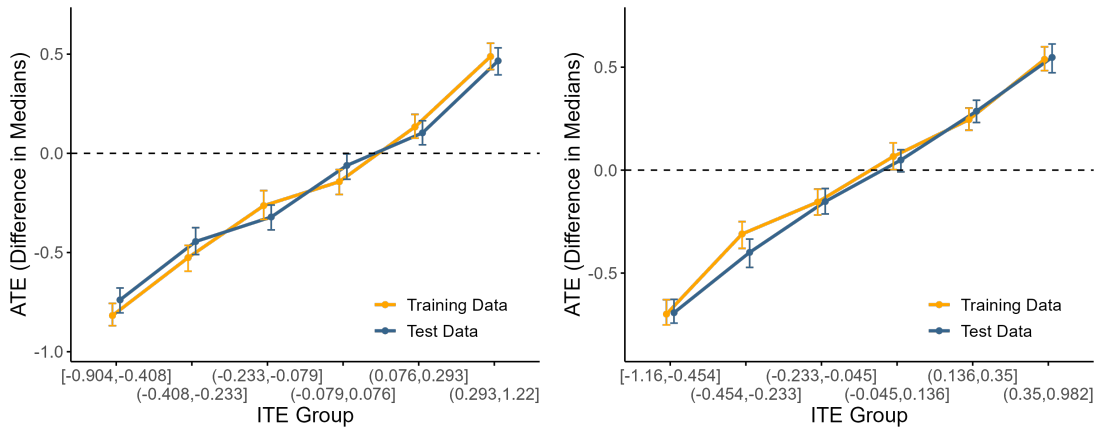 ATE (Difference in Medians)
0.5
0.0
-0.5
-1.0
Training Data
Test Data
[-0.904,-0.408]
(-0.408,-0.233]
(-0.233,-0.079]
(-0.079,0.076]
(0.076,0.293]
(0.293,1.22]
ITE Group
ATE (Difference in Medians)
0.5
0.0
-0.5
Training Data
Test Data
[-1.16,-0.454]
(-0.454,-0.233]
(-0.233,-0.045]
(-0.045,0.136]
(0.136,0.35]
(0.35,0.982]
ITE Group